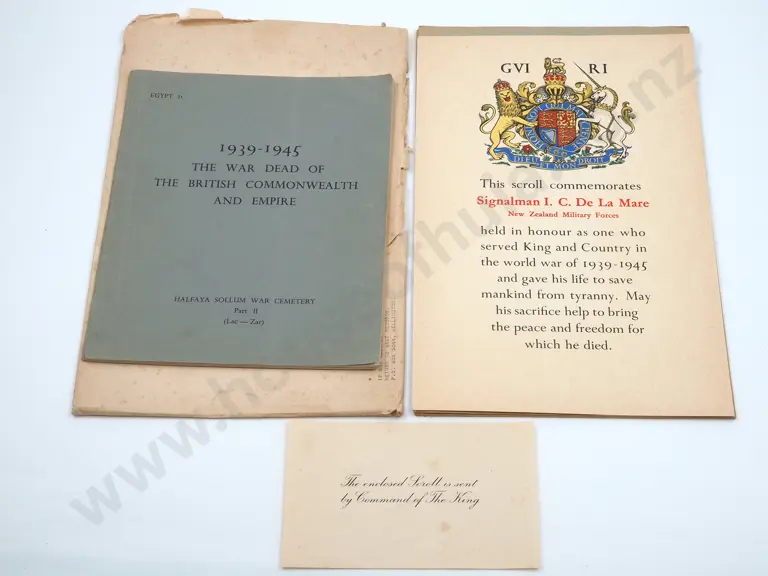 EGYPT 21
1939-1945
THE WAR DEAD OF
THE BRITISH COMMONWEALTH
AND EMPIRE
HALFAYA SOLLUM WAR CEMETERY
Part II
(Lac — Zar)
GVI RI
DIEU ET MON DROIT
This scroll commemorates
Signalman I. C. De La Mare
New Zealand Military Forces
held in honour as one who
served King and Country in
the world war of 1939-1945
and gave his life to save
mankind from tyranny. May
his sacrifice help to bring
the peace and freedom for
which he died.
The enclosed Scroll is sent
by Command of The King